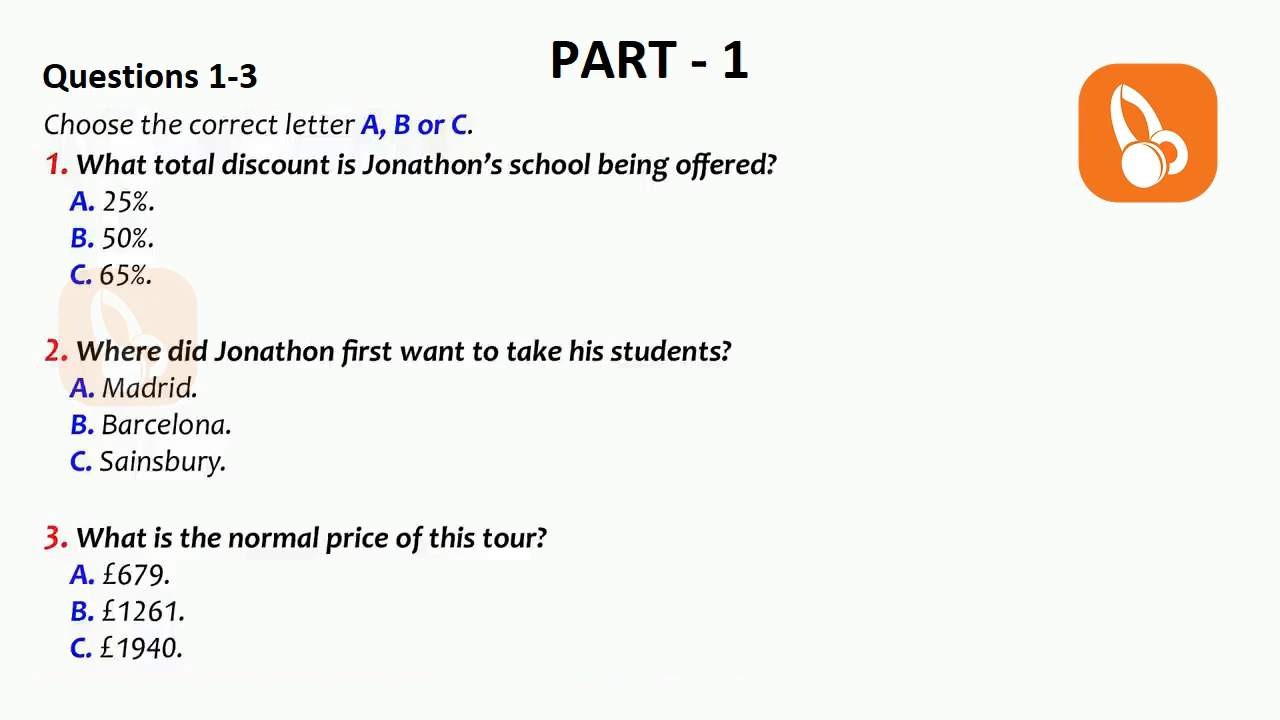 PART - 1
Questions 1-3
Choose the correct letter A, B or C.
1. What total discount is Jonathon’s school being offered?
A. 25%.
B. 50%.
C. 65%.
2. Where did Jonathon first want to take his students?
A. Madrid.
B. Barcelona.
C. Sainsbury.
3. What is the normal price of this tour?
A. £679.
B. £1261.
C. £1940.